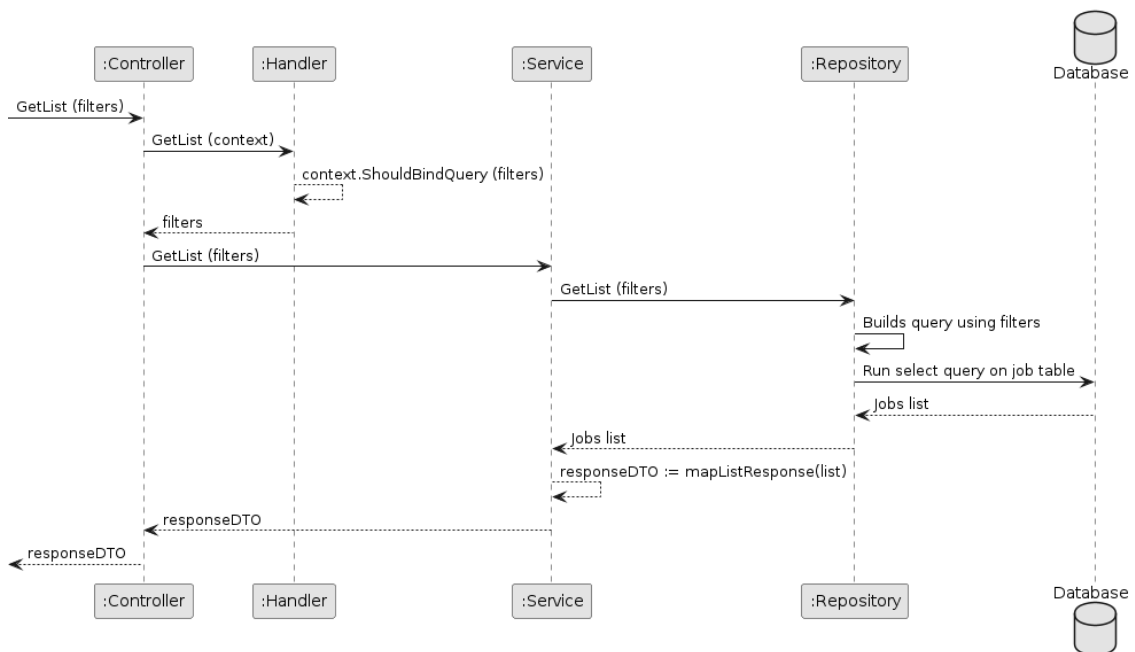 :Controller
:Handler
:Service
:Repository
Database
GetList (filters)
GetList (context)
context.ShouldBindQuery (filters)
filters
GetList (filters)
GetList (filters)
Builds query using filters
Run select query on job table
Jobs list
Jobs list
responseDTO := mapListResponse(list)
responseDTO
responseDTO
:Controller
:Handler
:Service
:Repository
Database